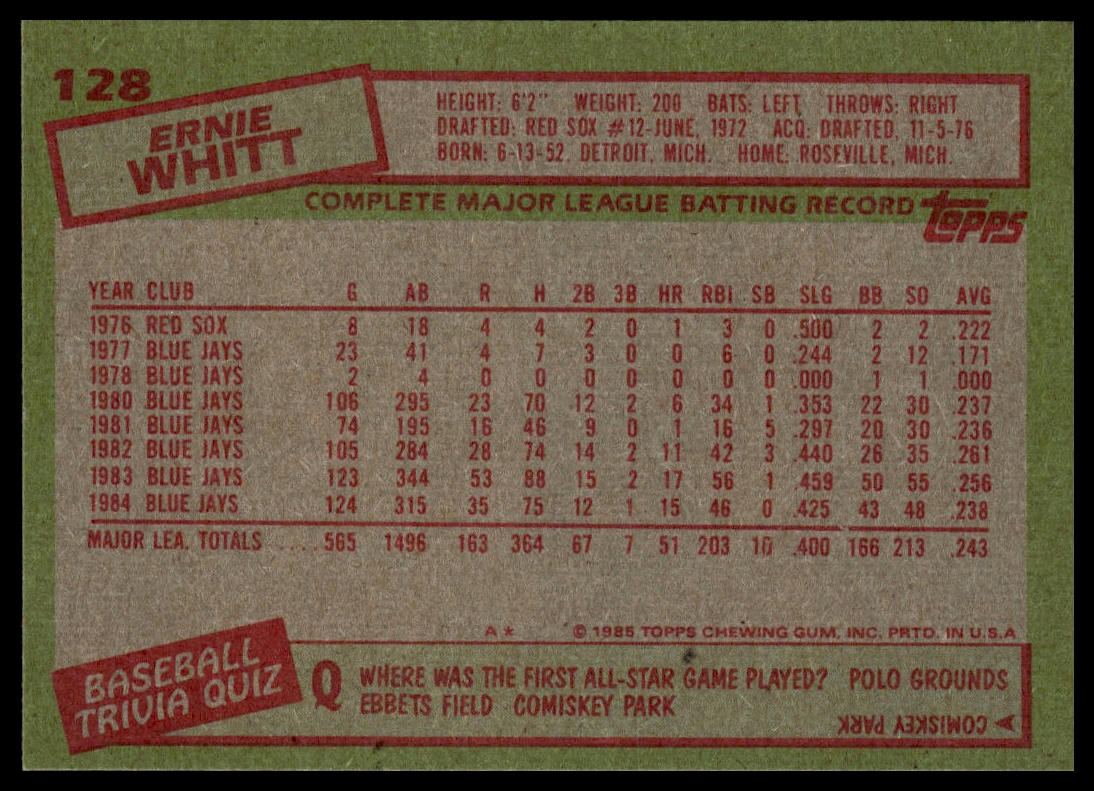 128
ERNIE
WHITT
HEIGHT: 6'2" WEIGHT: 200 BATS: LEFT THROWS: RIGHT
DRAFTED: RED SOX #12-JUNE, 1972 ACQ: DRAFTED, 11-5-76
BORN: 6-13-52, DETROIT, MICH. HOME: ROSEVILLE, MICH.
COMPLETE MAJOR LEAGUE BATTING RECORD topps
YEAR CLUB G AB R H 2B 3B HR RBI SB SLG BB SO AVG
1976 RED SOX 8 18 4 4 2 0 1 3 0 .500 2 2 .222
1977 BLUE JAYS 23 41 4 7 3 0 0 6 0 .244 2 12 .171
1978 BLUE JAYS 2 4 0 0 0 0 0 0 0 .000 1 1 .000
1980 BLUE JAYS 106 295 23 70 12 2 6 34 1 .353 22 30 .237
1981 BLUE JAYS 74 195 16 46 9 0 1 16 5 .297 20 30 .236
1982 BLUE JAYS 105 284 28 74 14 2 11 42 3 .440 26 35 .261
1983 BLUE JAYS 123 344 53 88 15 2 17 56 1 .459 50 55 .256
1984 BLUE JAYS 124 315 35 75 12 1 15 46 0 .425 43 48 .238
MAJOR LEA. TOTALS ..... 565 1496 163 364 67 7 51 203 10 .400 166 213 .243
A* © 1985 TOPPS CHEWING GUM, INC. PRTD. IN U.S.A
BASEBALL
TRIVIA QUIZ
Q WHERE WAS THE FIRST ALL-STAR GAME PLAYED? POLO GROUNDS
EBBETS FIELD COMISKEY PARK
A COMISKEY PARK